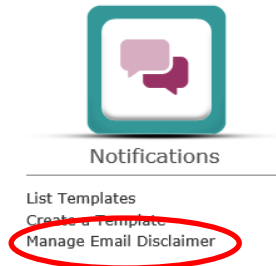 Notifications
List Templates
Create a Template
Manage Email Disclaimer